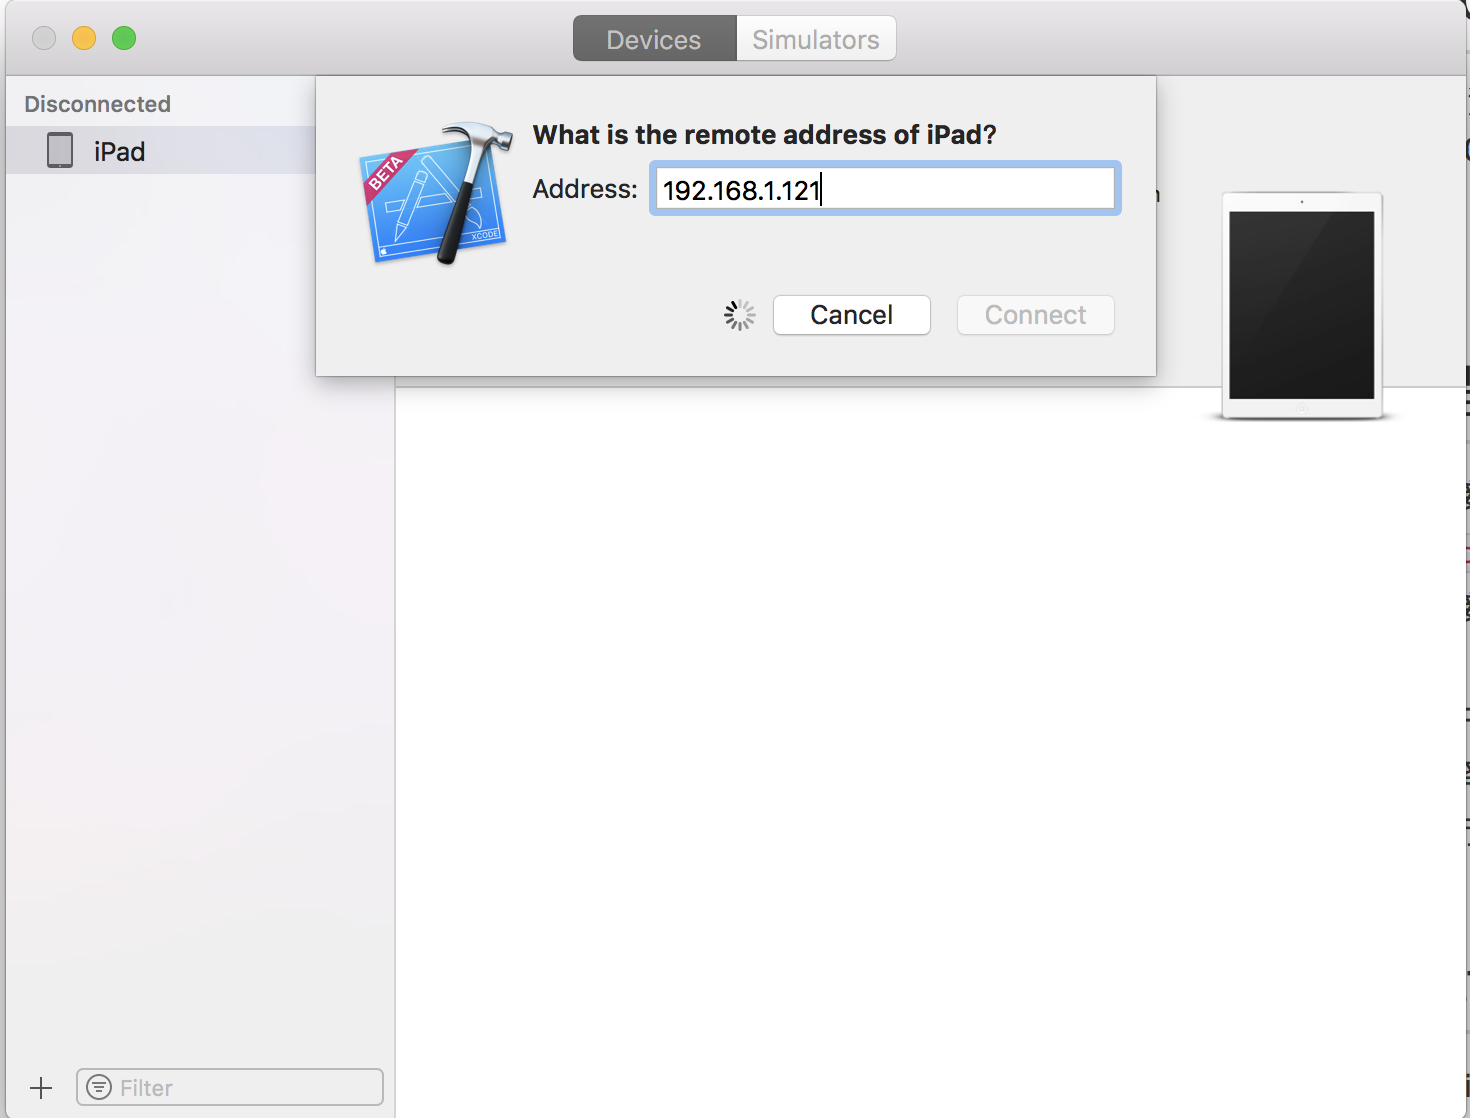 Devices
Simulators
Disconnected
iPad
What is the remote address of iPad?
Address:
192.168.1.121
BETA
XCODE
Cancel
Connect
Filter